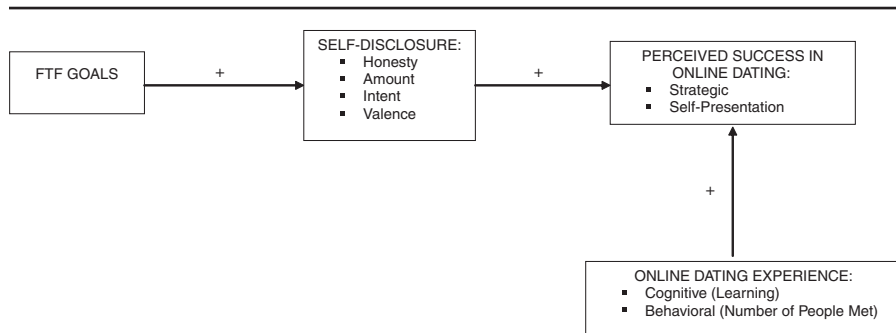 FTF GOALS
+
SELF-DISCLOSURE:
▪ Honesty
▪ Amount
▪ Intent
▪ Valence
+
PERCEIVED SUCCESS IN
ONLINE DATING:
▪ Strategic
▪ Self-Presentation
+
ONLINE DATING EXPERIENCE:
▪ Cognitive (Learning)
▪ Behavioral (Number of People Met)